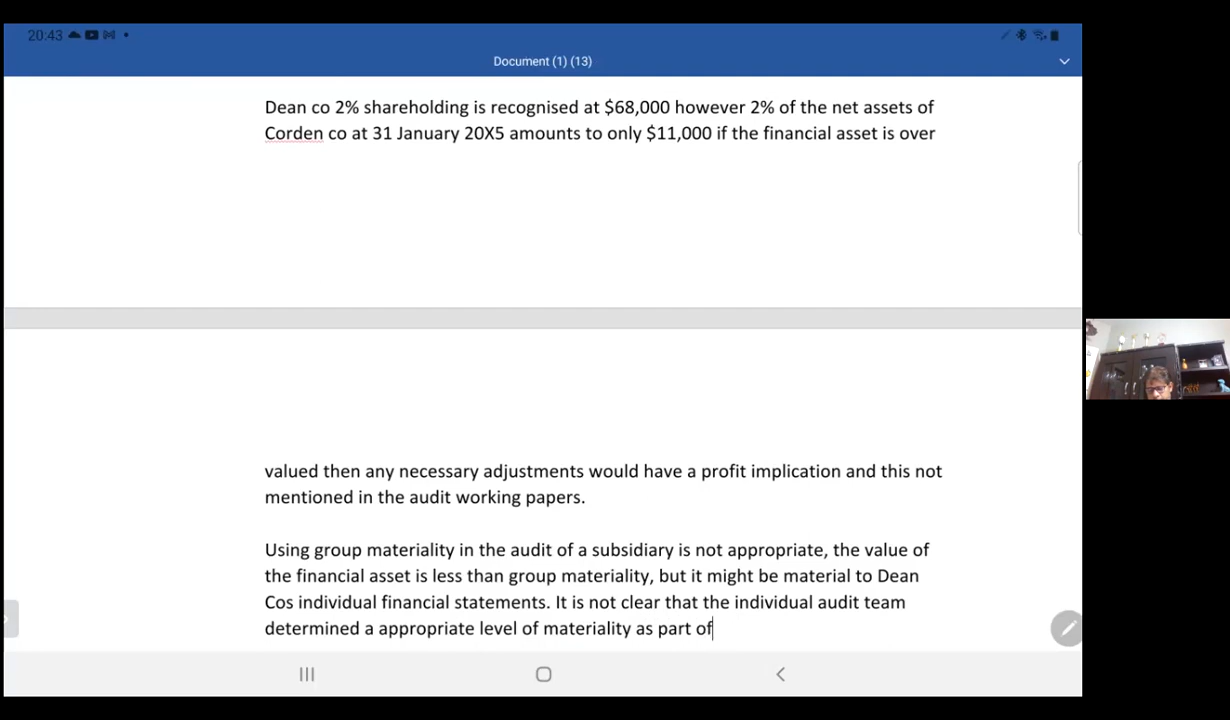 20:43
Document (1) (13)
Dean co 2% shareholding is recognised at $68,000 however 2% of the net assets of
Corden co at 31 January 20X5 amounts to only $11,000 if the financial asset is over
valued then any necessary adjustments would have a profit implication and this not
mentioned in the audit working papers.
Using group materiality in the audit of a subsidiary is not appropriate, the value of
the financial asset is less than group materiality, but it might be material to Dean
Cos individual financial statements. It is not clear that the individual audit team
determined a appropriate level of materiality as part of